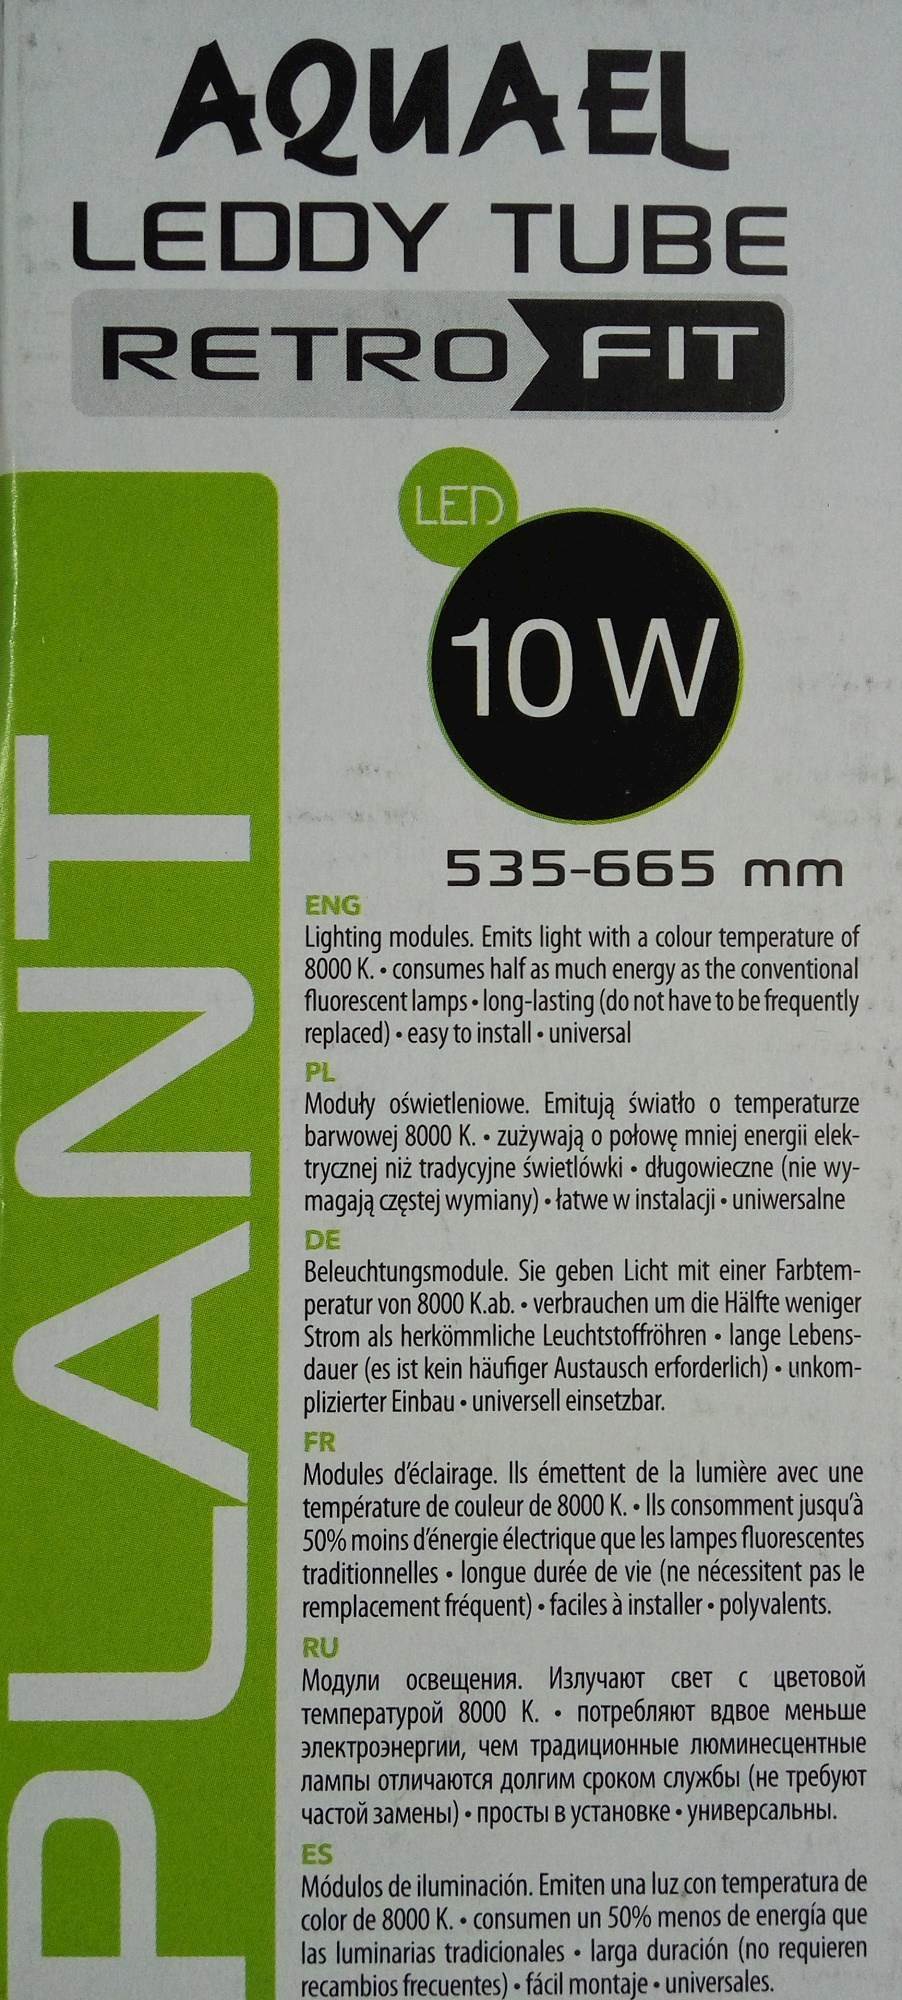 AQUAEL
LEDDY TUBE
RETRO FIT
LED
10 W
535-665 mm
PLANT
ENG
Lighting modules. Emits light with a colour temperature of
8000 K. • consumes half as much energy as the conventional
fluorescent lamps • long-lasting (do not have to be frequently
replaced) • easy to install • universal
PL
Moduły oświetleniowe. Emitują światło o temperaturze
barwowej 8000 K. • zużywają o połowę mniej energii elek-
trycznej niż tradycyjne świetlówki • długowieczne (nie wy-
magają częstej wymiany) • łatwe w instalacji • uniwersalne
DE
Beleuchtungsmodule. Sie geben Licht mit einer Farbtem-
peratur von 8000 K.ab. • verbrauchen um die Hälfte weniger
Strom als herkömmliche Leuchtstoffröhren • lange Lebens-
dauer (es ist kein häufiger Austausch erforderlich) • unkom-
plizierter Einbau • universell einsetzbar.
FR
Modules d'éclairage. Ils émettent de la lumière avec une
température de couleur de 8000 K. • Ils consomment jusqu'à
50% moins d'énergie électrique que les lampes fluorescentes
traditionnelles • longue durée de vie (ne nécessitent pas le
remplacement fréquent) • faciles à installer • polyvalents.
RU
Модули освещения. Излучают свет с цветовой
температурой 8000 К. • потребляют вдвое меньше
электроэнергии, чем традиционные люминесцентные
лампы отличаются долгим сроком службы (не требуют
частой замены) • просты в установке • универсальны.
ES
Módulos de iluminación. Emiten una luz con temperatura de
color de 8000 K. • consumen un 50% menos de energía que
las luminarias tradicionales • larga duración (no requieren
recambios frecuentes) • fácil montaje • universales.